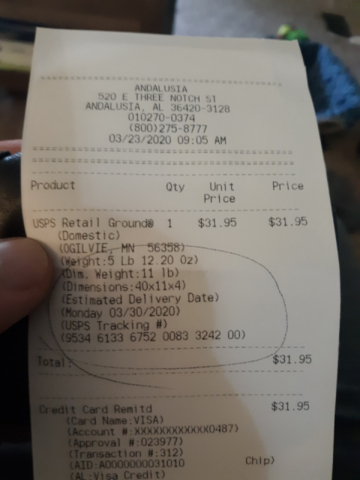 ANDALUSIA
520 E THREE NOTCH ST
ANDALUSIA, AL 36420-3128
010270-0374
(800)275-8777
03/23/2020 09:05 AM
Product Qty Unit Price
Price
USPS Retail Ground® 1 $31.95 $31.95
(Domestic)
(OGILVIE, MN 56358)
(Weight:5 Lb 12.20 Oz)
(Dim. Weight:11 lb)
(Dimensions:40x11x4)
(Estimated Delivery Date)
(Monday 03/30/2020)
(USPS Tracking #)
(9534 6133 6752 0083 3242 00)
Total: $31.95
Credit Card Remitd $31.95
(Card Name:VISA)
(Account #:XXXXXXXXXXXX0487)
(Approval #:023977)
(Transaction #:312)
(AID:A0000000031010 Chip)
(AL:Visa Credit)